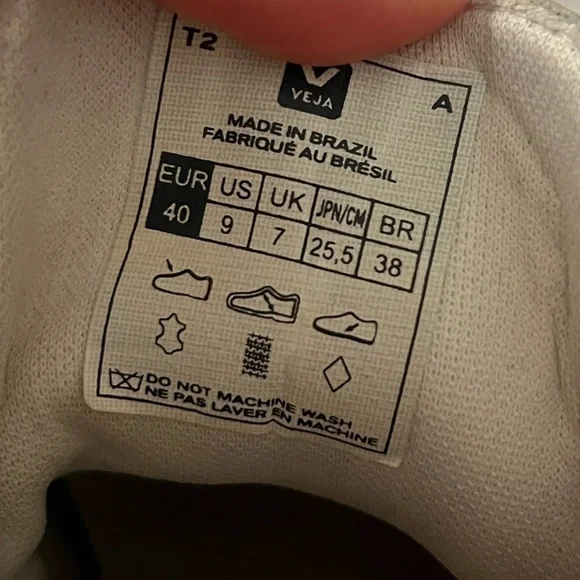 T2
VEJA
A
MADE IN BRAZIL
FABRIQUÉ AU BRÉSIL
EUR US UK JPN/CM BR
40 9 7 25,5 38
DO NOT MACHINE WASH
NE PAS LAVER EN MACHINE